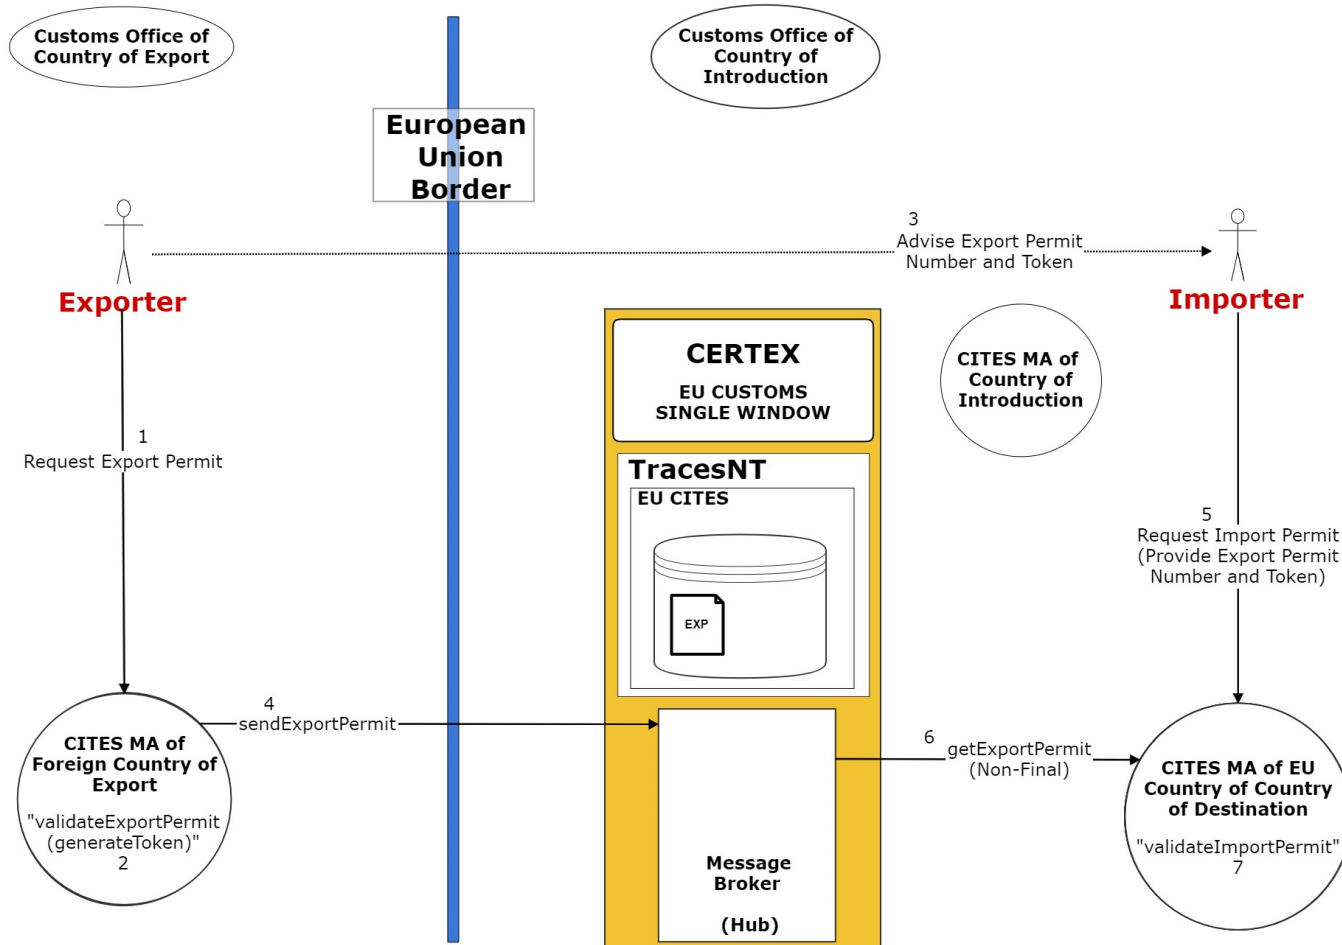 Customs Office of
Country of Export
Customs Office of
Country of
Introduction
European
Union
Border
3
Advise Export Permit
Number and Token
Exporter
Importer
CERTEX
EU CUSTOMS
SINGLE WINDOW
CITES MA of
Country of
Introduction
1
Request Export Permit
TracesNT
EU CITES
EXP
5
Request Import Permit
(Provide Export Permit
Number and Token)
4
sendExportPermit
6
getExportPermit
(Non-Final)
CITES MA of
Foreign Country of
Export
"validateExportPermit
(generateToken)"
2
Message
Broker
(Hub)
CITES MA of EU
Country of Country
of Destination
"validateImportPermit"
7